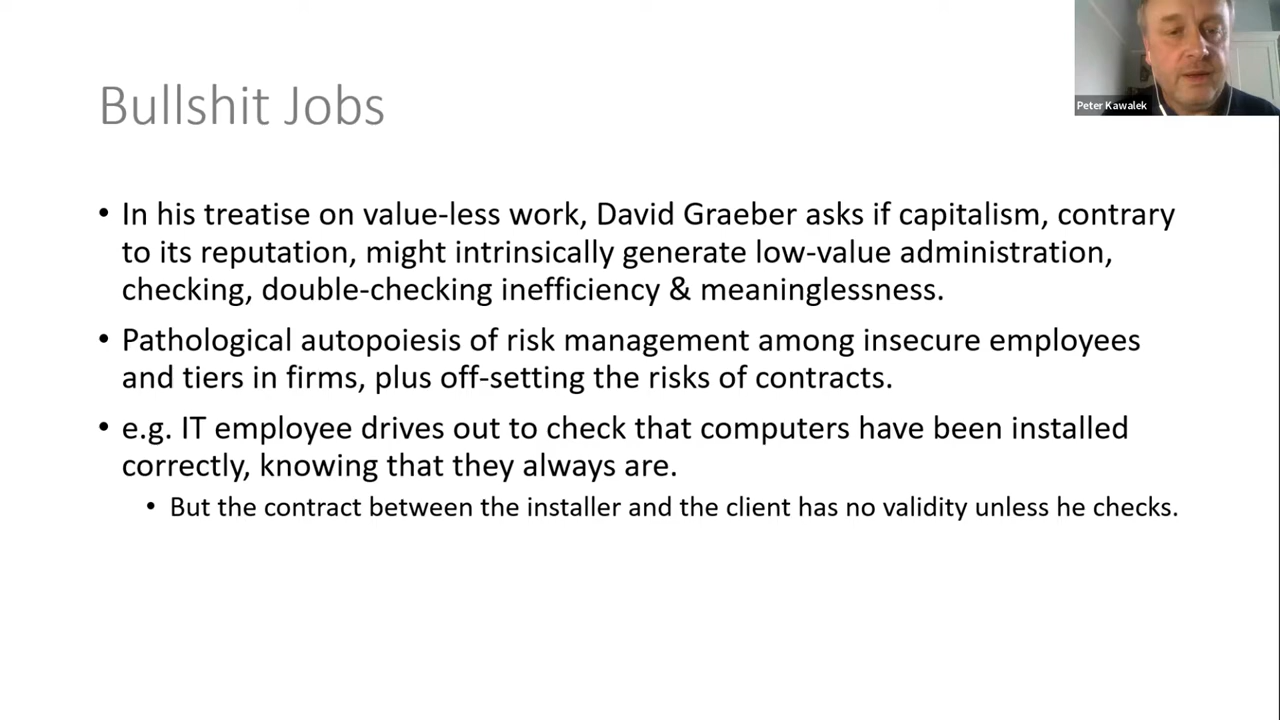 Peter Kawalek
Bullshit Jobs
• In his treatise on value-less work, David Graeber asks if capitalism, contrary
to its reputation, might intrinsically generate low-value administration,
checking, double-checking inefficiency & meaninglessness.
• Pathological autopoiesis of risk management among insecure employees
and tiers in firms, plus off-setting the risks of contracts.
• e.g. IT employee drives out to check that computers have been installed
correctly, knowing that they always are.
• But the contract between the installer and the client has no validity unless he checks.